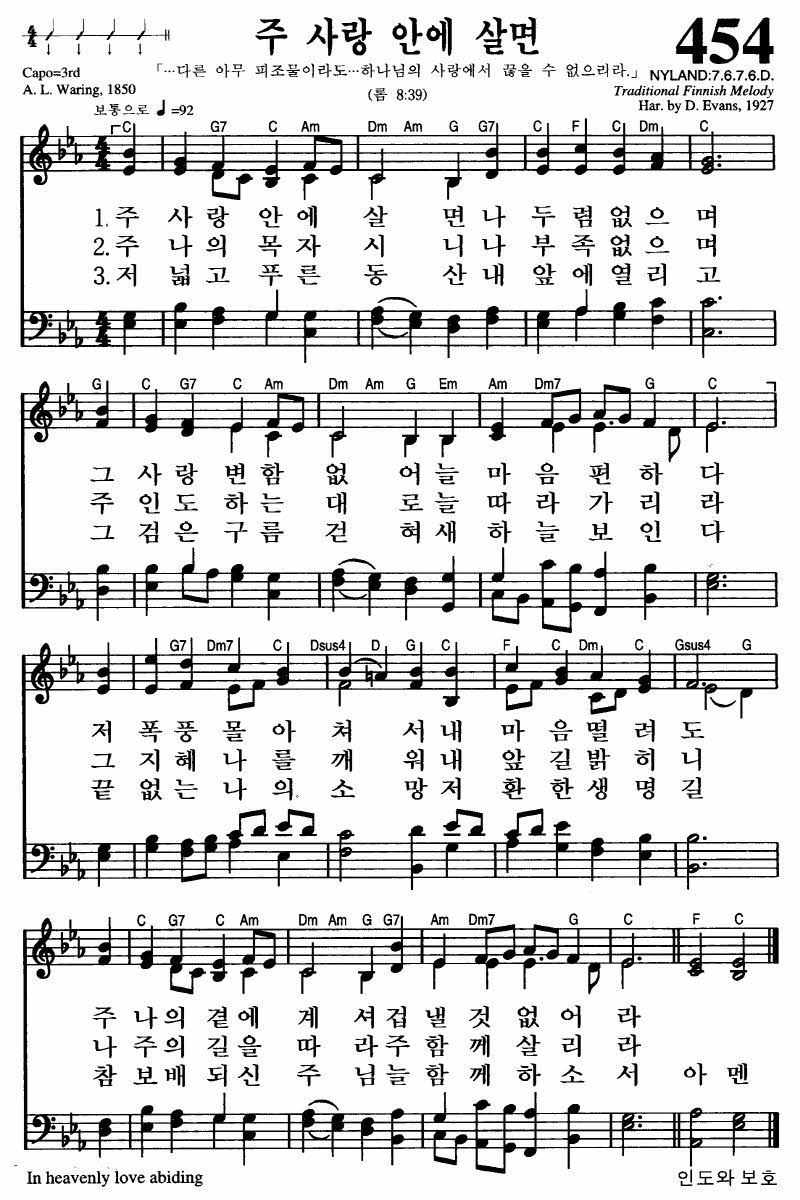 주 사랑 안에 살면
454
「…다른 아무 피조물이라도…하나님의 사랑에서 끊을 수 없으리라.」
(롬 8:39)
Capo=3rd
A. L. Waring, 1850
NYLAND:7.6.7.6.D.
Traditional Finnish Melody
Har. by D. Evans, 1927
보통으로 ♩=92
4/4
C G7 C Am Dm Am G G7 C F C Dm C
1. 주 사 랑 안 에 살 면 나 두 렴 없 으 며
2. 주 나 의 목 자 시 니 나 부 족 없 으 며
3. 저 넓 고 푸 른 동 산 내 앞 에 열 리 고
G C G7 C Am Dm Am G Em Am Dm7 G C
그 사 랑 변 함 없 어 늘 마 음 편 하 다
주 인 도 하 는 대 로 늘 따 라 가 리 라
그 검 은 구 름 걷 혀 새 하 늘 보 인 다
G7 Dm7 C Dsus4 D G C F C Dm C Gsus4 G
저 폭 풍 몰 아 쳐 서 내 마 음 떨 려 도
그 지 혜 나 를 깨 워 내 앞 길 밝 히 니
끝 없 는 나 의 소 망 저 환 한 생 명 길
C G7 C Am Dm Am G G7 Am Dm7 G C F C
주 나 의 곁 에 계 셔 겁 낼 것 없 어 라
나 주 의 길 을 따 라 주 함 께 살 리 라
참 보 배 되 신 주 님 늘 함 께 하 소 서 아 멘
In heavenly love abiding
인도와 보호